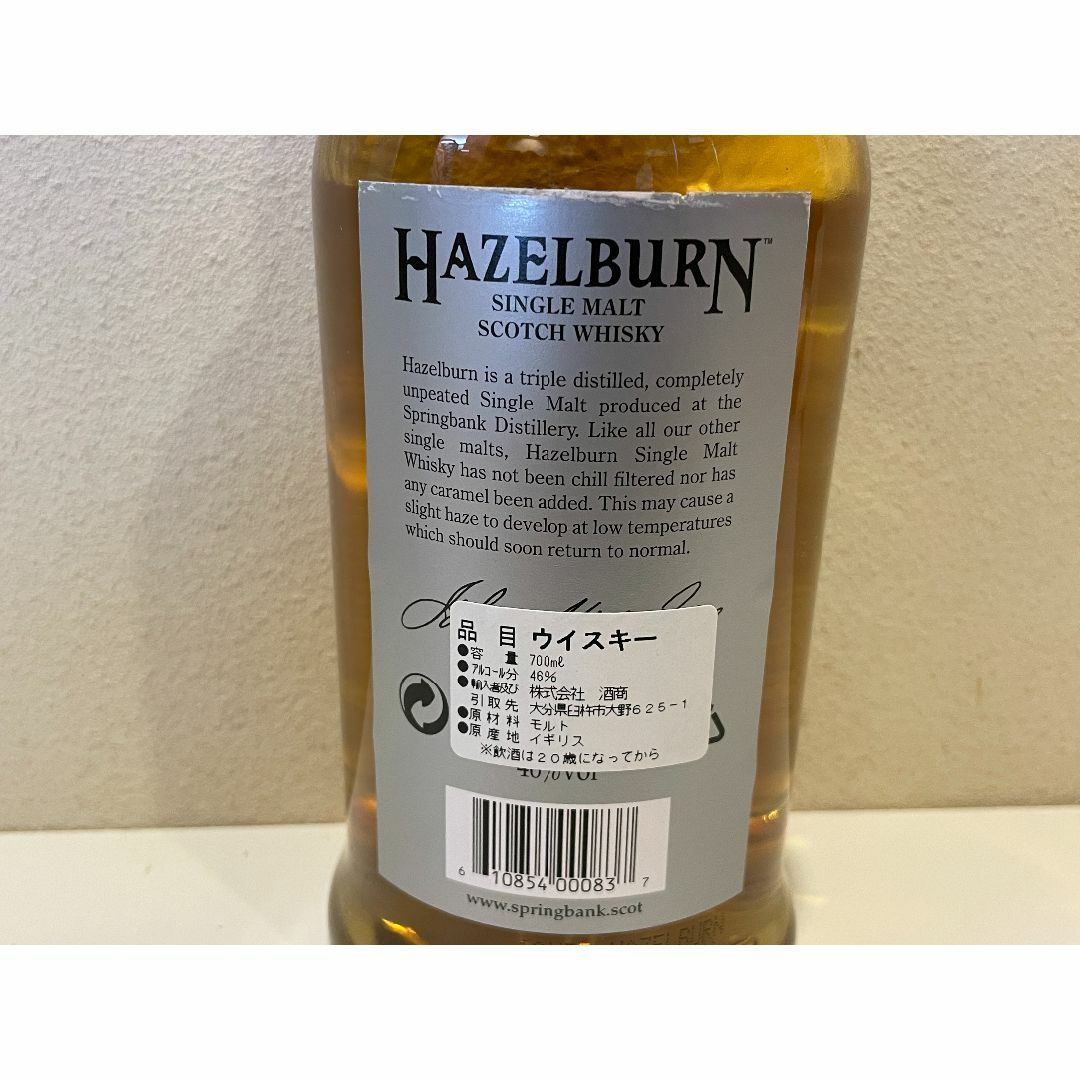 HAZELBURN™
SINGLE MALT
SCOTCH WHISKY
Hazelburn is a triple distilled, completely
unpeated Single Malt produced at the
Springbank Distillery. Like all our other
single malts, Hazelburn Single Malt
Whisky has not been chill filtered nor has
any caramel been added. This may cause a
slight haze to develop at low temperatures
which should soon return to normal.
品 目 ウイスキー
●容 量 700mℓ
●アルコール分 46%
●輸入者及び 株式会社 酒商
引取先 大分県臼杵市大野625-1
●原材料 モルト
●原産地 イギリス
※飲酒は20歳になってから
6 10854 00083 7
www.springbank.scot
HAZELBURN